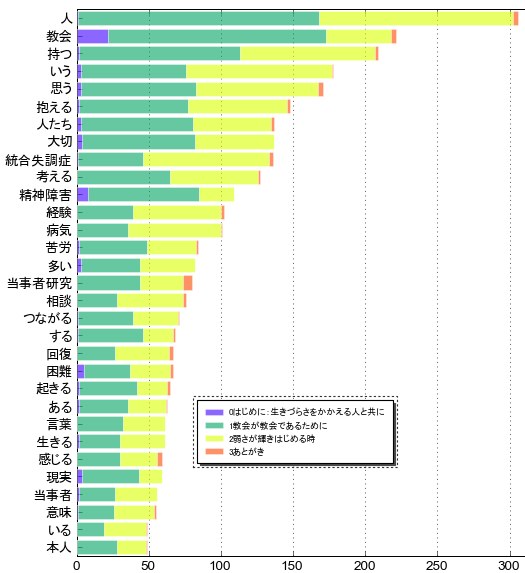 人
教会
持つ
いう
思う
抱える
人たち
大切
統合失調症
考える
精神障害
経験
病気
苦労
多い
当事者研究
相談
つながる
する
回復
困難
起きる
ある
言葉
生きる
感じる
現実
当事者
意味
いる
本人
0はじめに：生きづらさをかかえる人と共に
1教会が教会であるために
2弱さが輝きはじめる時
3あとがき
0 50 100 150 200 250 300